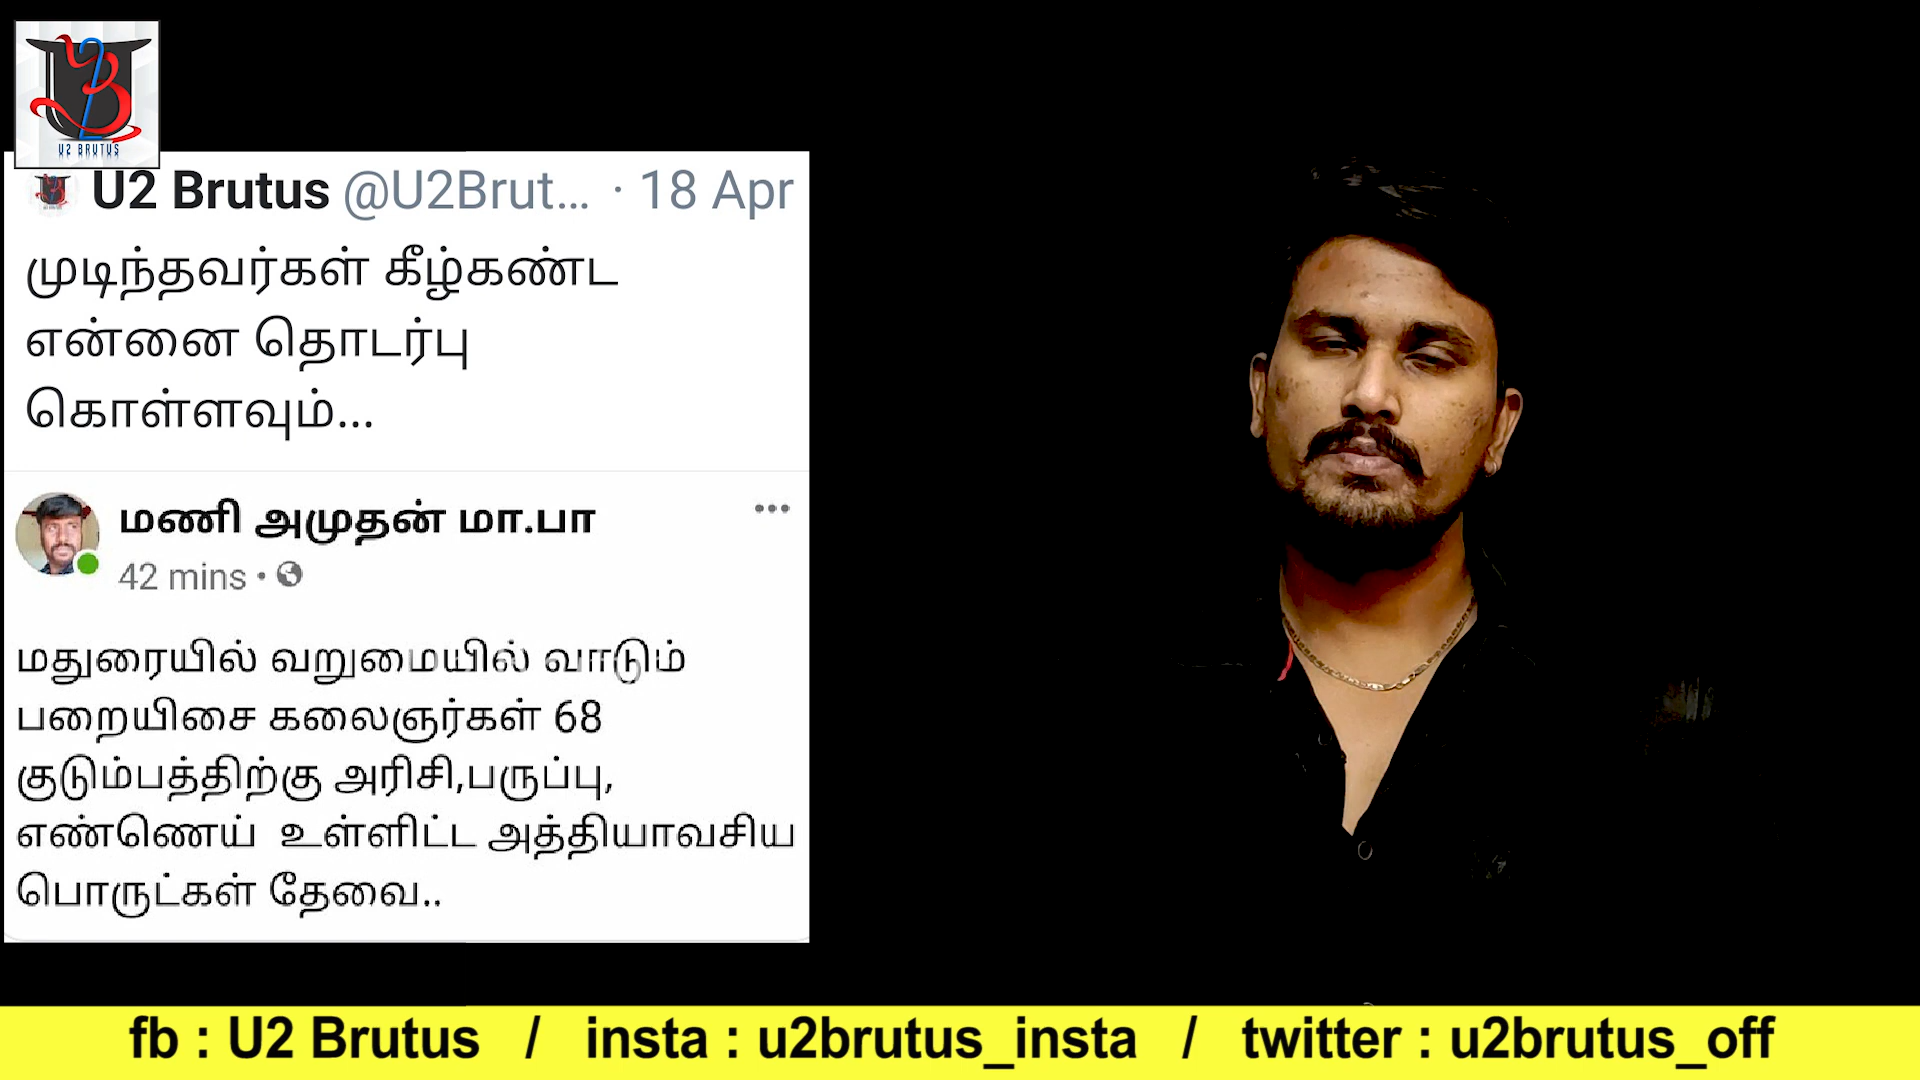 U2 BRUTUS
U2 Brutus @U2Brut... · 18 Apr
முடிந்தவர்கள் கீழ்கண்ட
என்னை தொடர்பு
கொள்ளவும்...
மணி அமுதன் மா.பா
42 mins •
மதுரையில் வறுமையில் வாடும்
பறையிசை கலைஞர்கள் 68
குடும்பத்திற்கு அரிசி,பருப்பு,
எண்ணெய் உள்ளிட்ட அத்தியாவசிய
பொருட்கள் தேவை..
fb : U2 Brutus / insta : u2brutus_insta / twitter : u2brutus_off